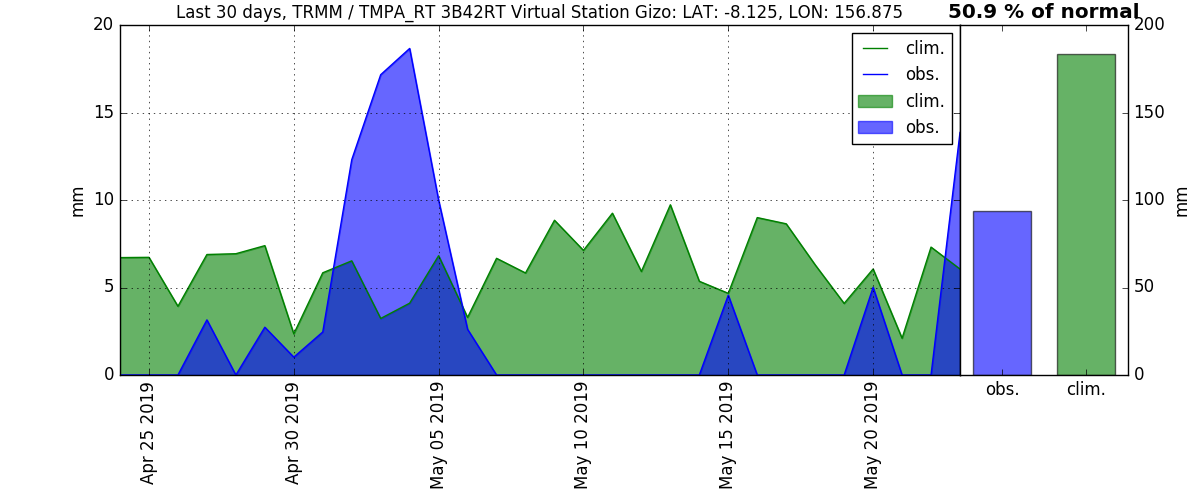 Last 30 days, TRMM / TMPA_RT 3B42RT Virtual Station Gizo: LAT: -8.125, LON: 156.875
50.9 % of normal
20
15
10
5
0
mm
clim.
obs.
clim.
obs.
200
150
100
50
0
mm
obs.
clim.
Apr 25 2019
Apr 30 2019
May 05 2019
May 10 2019
May 15 2019
May 20 2019